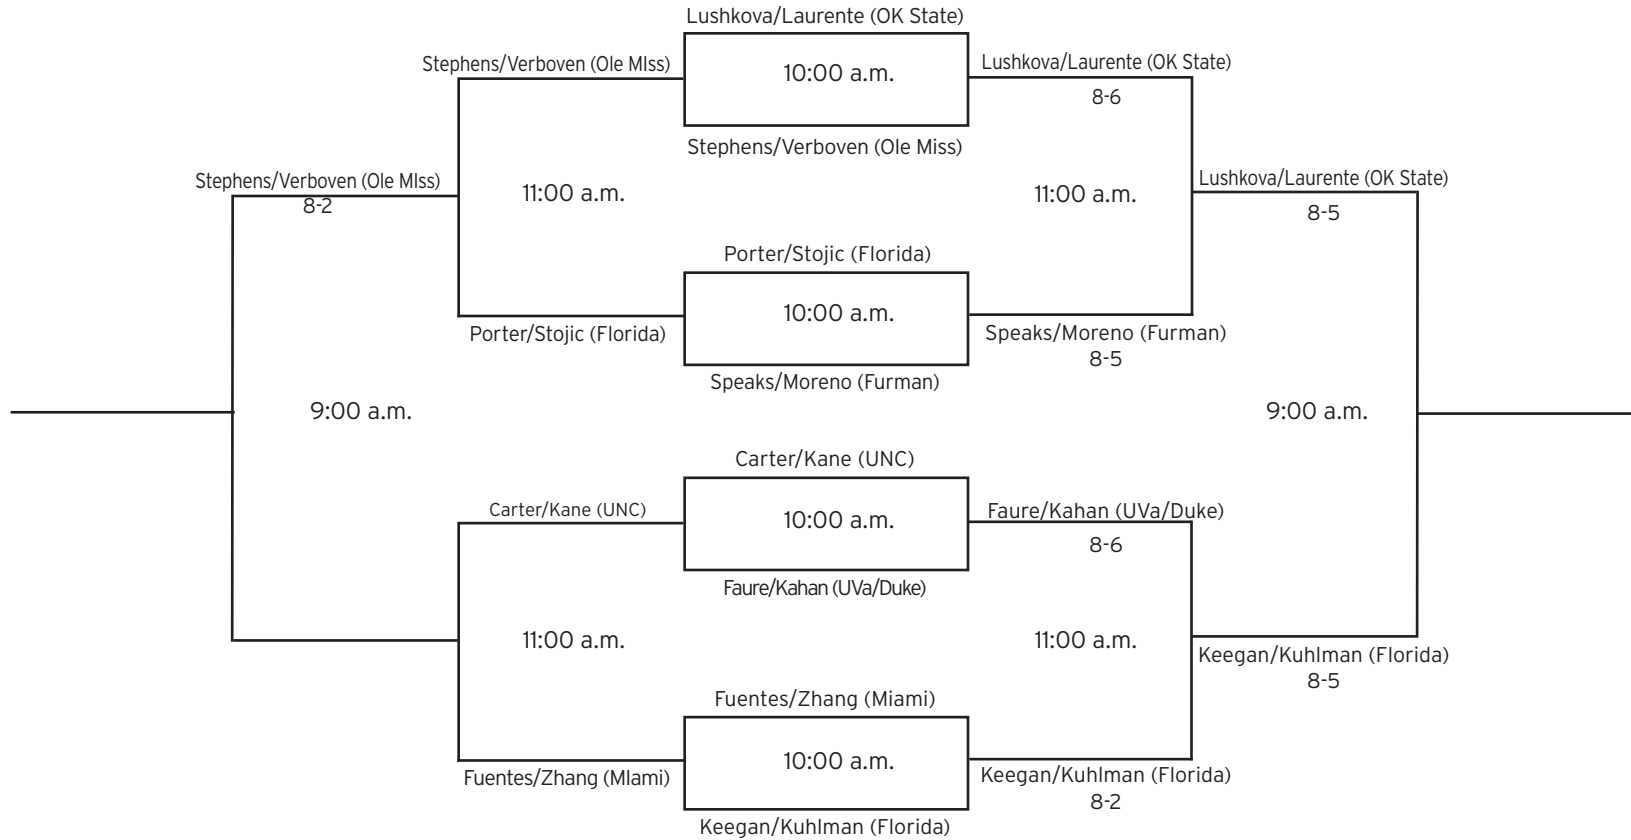 Lushkova/Laurente (OK State)
Stephens/Verboven (Ole MIss)
10:00 a.m.
Lushkova/Laurente (OK State)
8-6
Stephens/Verboven (Ole Miss)
Stephens/Verboven (Ole MIss)
8-2
11:00 a.m.
11:00 a.m.
Lushkova/Laurente (OK State)
8-5
Porter/Stojic (Florida)
10:00 a.m.
Porter/Stojic (Florida)
Speaks/Moreno (Furman)
8-5
Speaks/Moreno (Furman)
9:00 a.m.
9:00 a.m.
Carter/Kane (UNC)
Carter/Kane (UNC)
10:00 a.m.
Faure/Kahan (UVa/Duke)
8-6
Faure/Kahan (UVa/Duke)
11:00 a.m.
11:00 a.m.
Keegan/Kuhlman (Florida)
8-5
Fuentes/Zhang (Miami)
10:00 a.m.
Fuentes/Zhang (MIami)
Keegan/Kuhlman (Florida)
8-2
Keegan/Kuhlman (Florida)